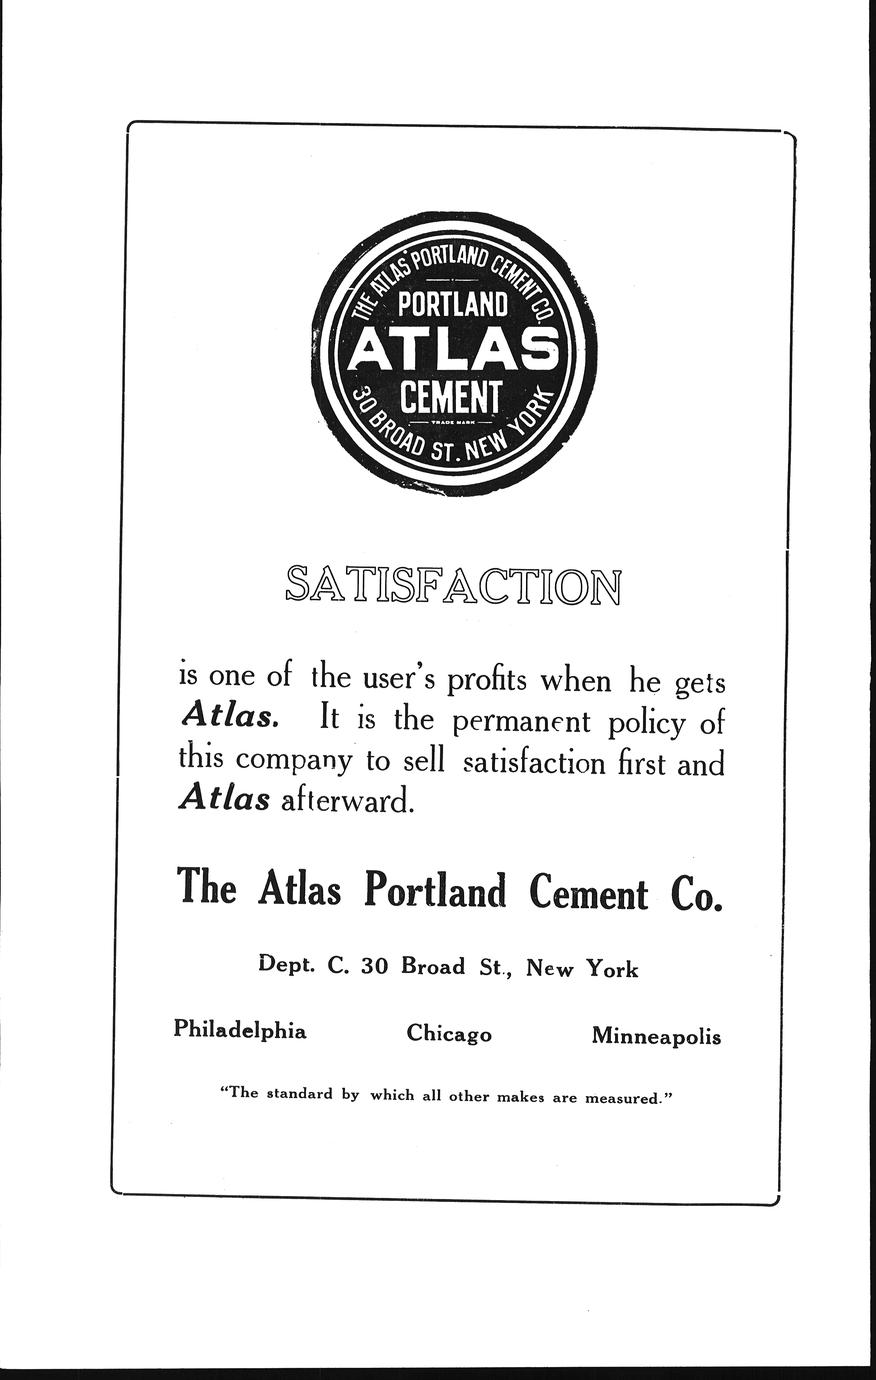 THE ATLAS PORTLAND CEMENT CO.
PORTLAND
ATLAS
CEMENT
TRADE MARK
30 BROAD ST. NEW YORK
SATISFACTION
is one of the user's profits when he gets
Atlas. It is the permanent policy of
this company to sell satisfaction first and
Atlas afterward.
The Atlas Portland Cement Co.
Dept. C. 30 Broad St., New York
Philadelphia Chicago Minneapolis
"The standard by which all other makes are measured."